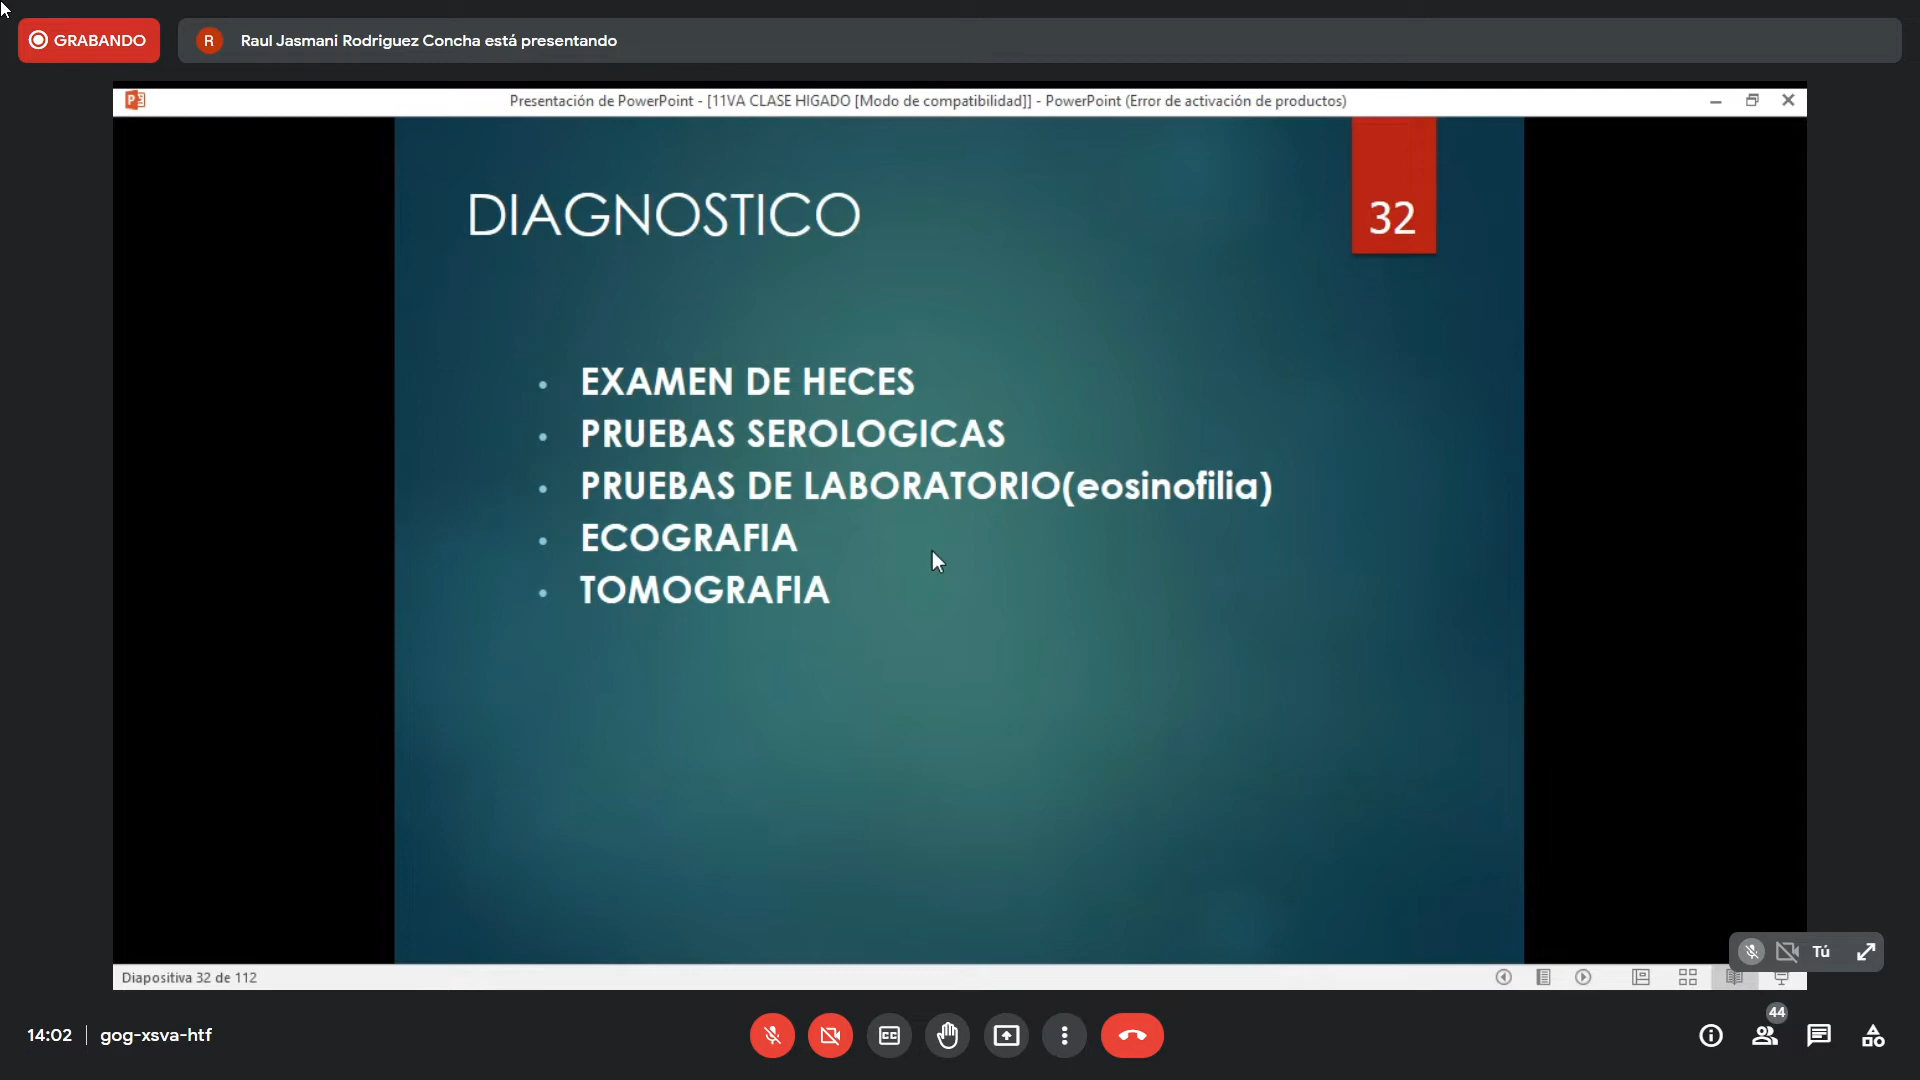 GRABANDO
R
Raul Jasmani Rodriguez Concha está presentando
Presentación de PowerPoint - [11VA CLASE HIGADO [Modo de compatibilidad]] - PowerPoint (Error de activación de productos)
DIAGNOSTICO
32
• EXAMEN DE HECES
• PRUEBAS SEROLOGICAS
• PRUEBAS DE LABORATORIO(eosinofilia)
• ECOGRAFIA
• TOMOGRAFIA
Tú
Diapositiva 32 de 112
14:02 | gog-xsva-htf
44